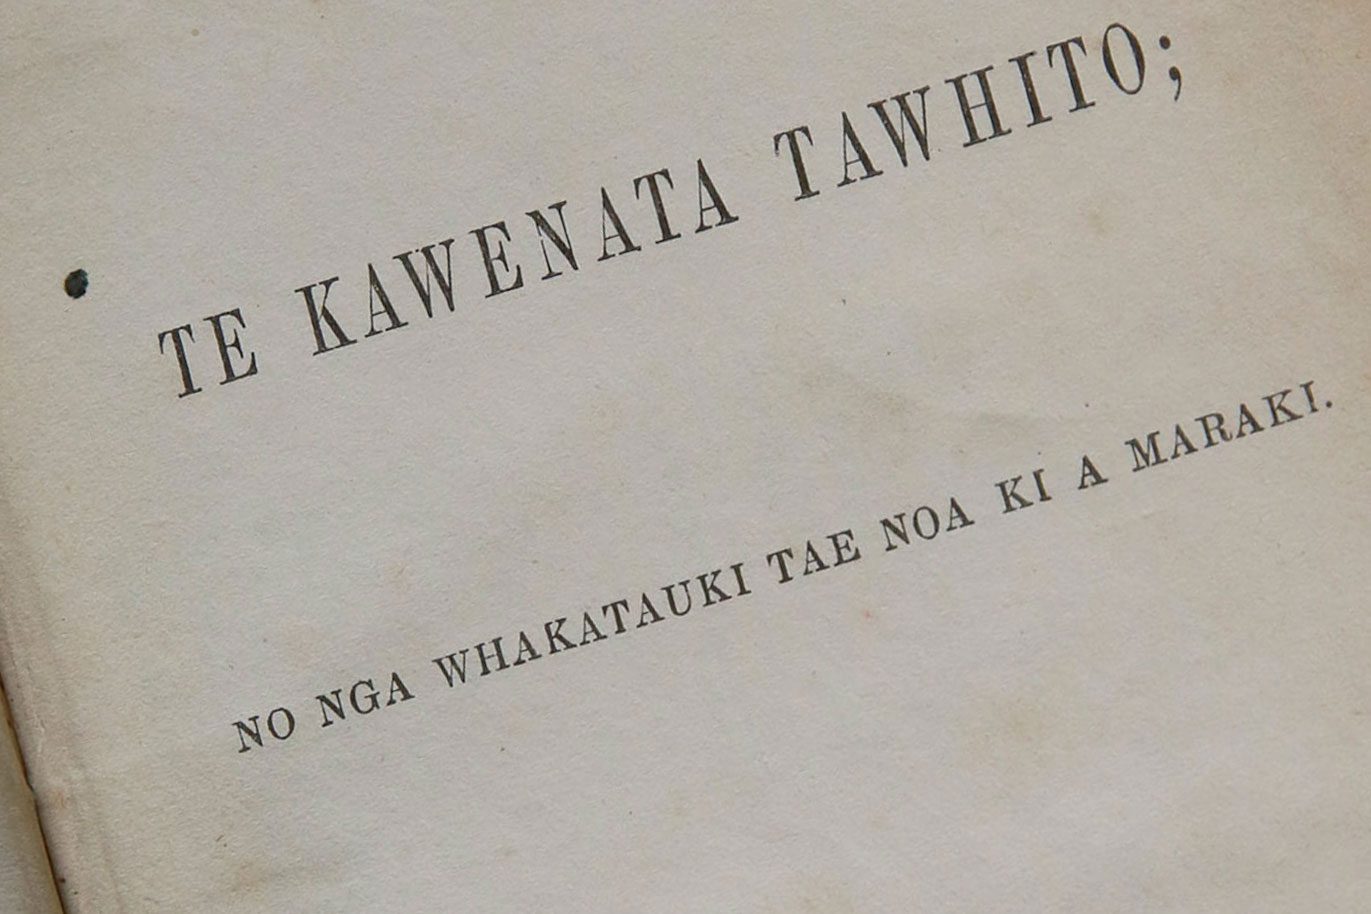 TE KAWENATA TAWHITO;
NO NGA WHAKATAUKI TAE NOA KI A MARAKI.